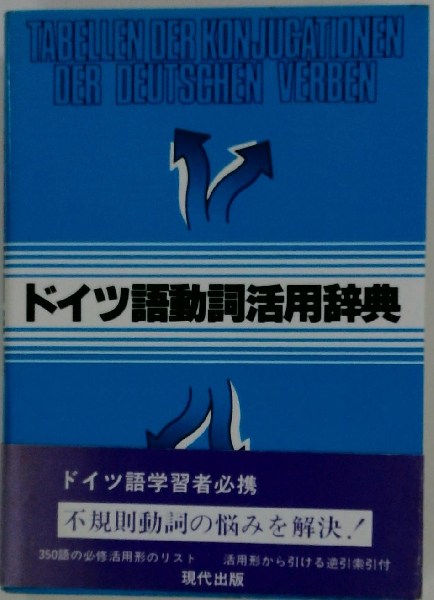 TABELLEN DER KONJUGATIONEN
DER DEUTSCHEN VERBEN
ドイツ語動詞活用辞典
ドイツ語学習者必携
不規則動詞の悩みを解決!
350語の必修活用形のリスト 活用形から引ける逆引索引付
現代出版